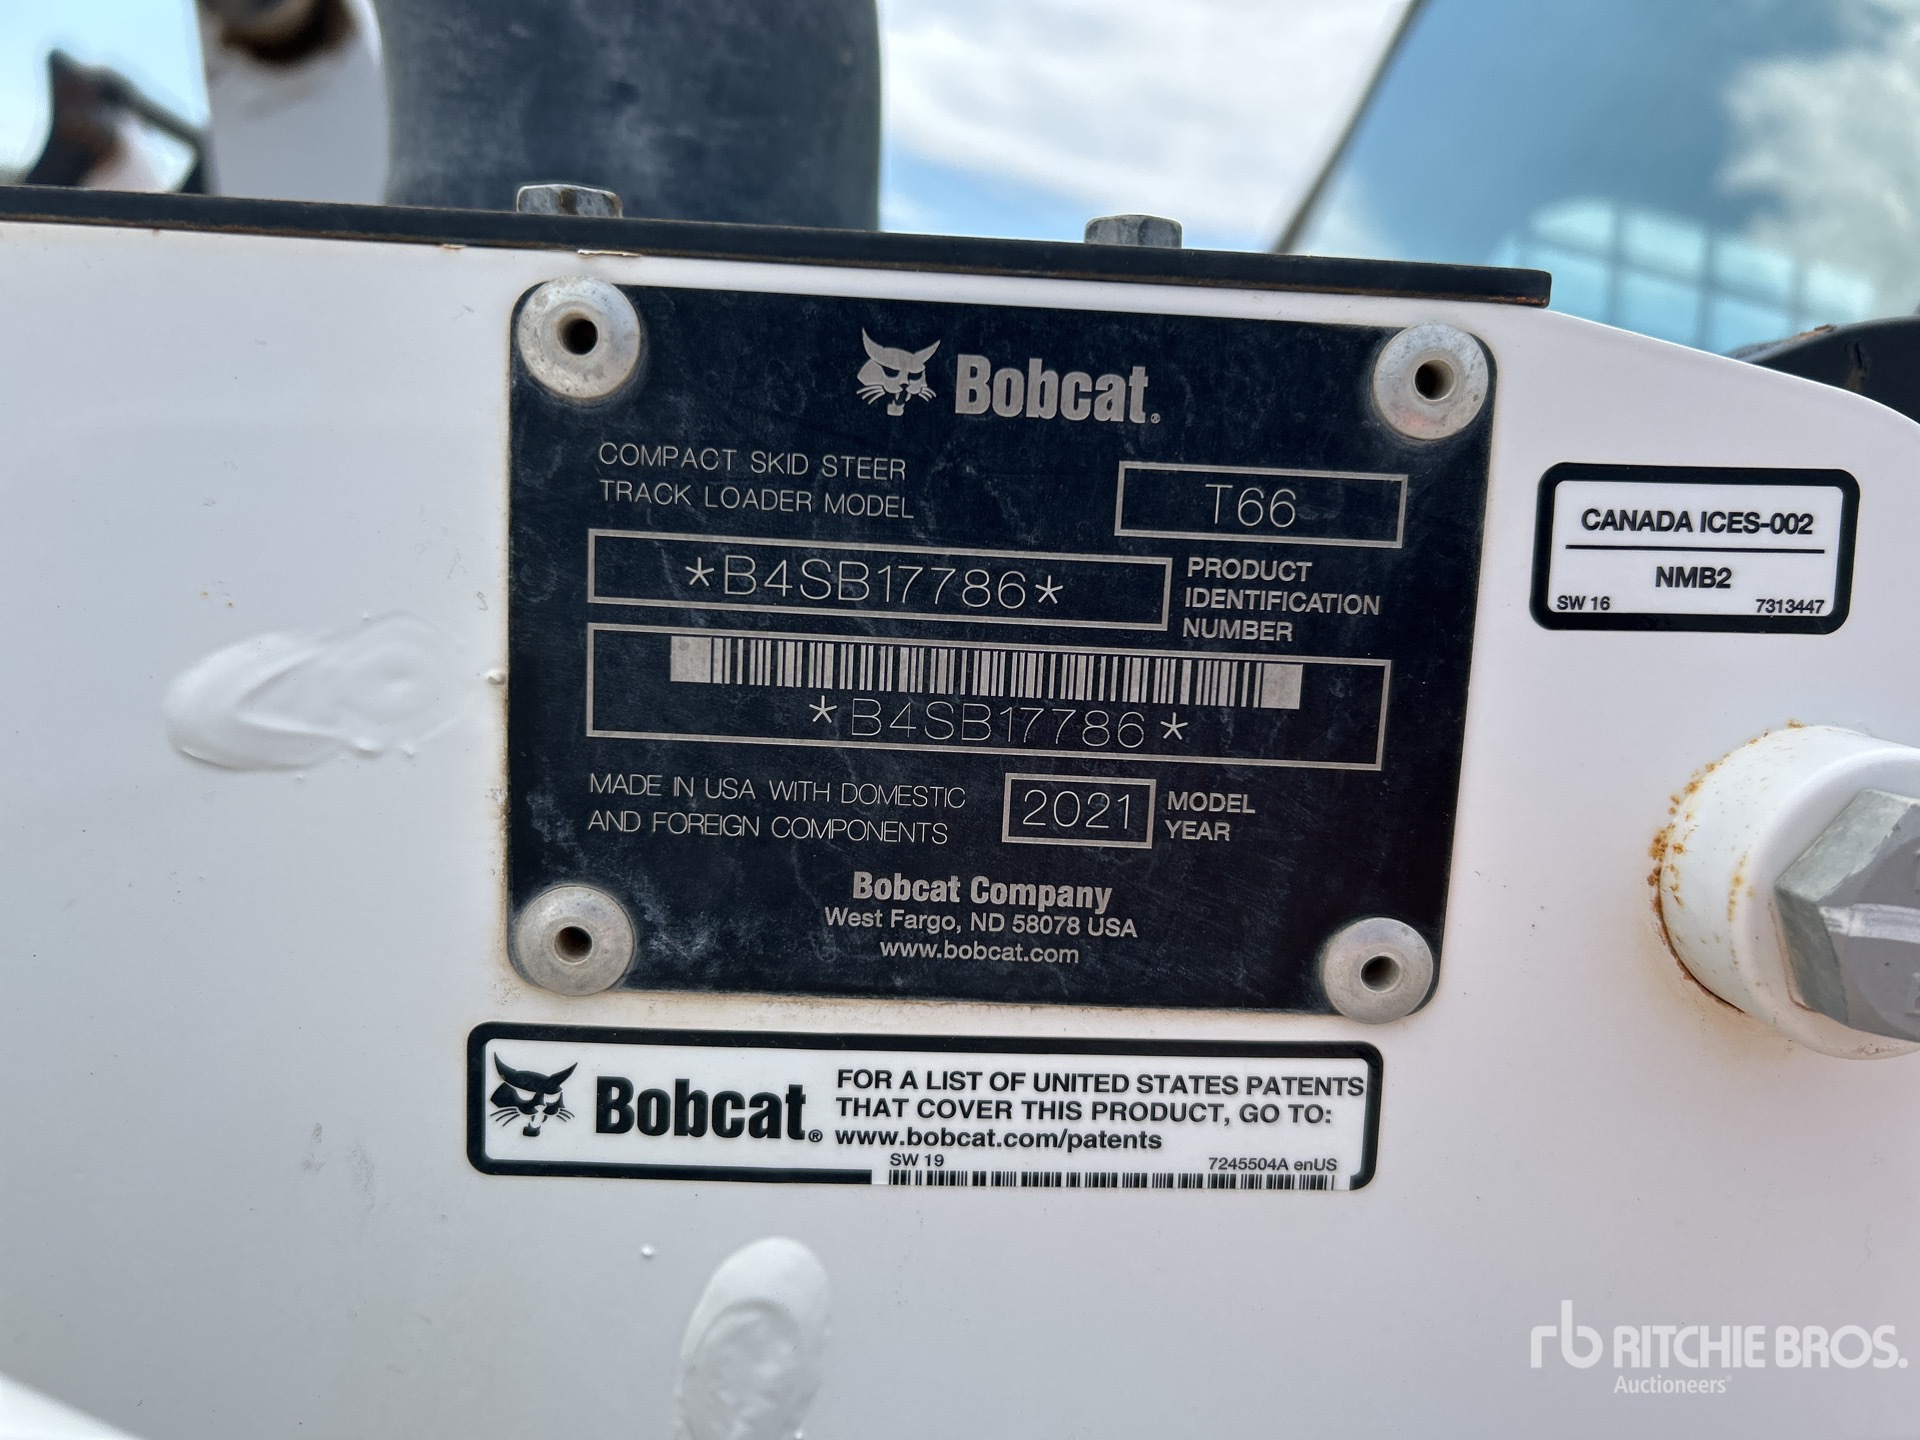 Bobcat®
COMPACT SKID STEER
TRACK LOADER MODEL
T66
*B4SB17786*
PRODUCT
IDENTIFICATION
NUMBER
*B4SB17786*
MADE IN USA WITH DOMESTIC
AND FOREIGN COMPONENTS
2021
MODEL
YEAR
Bobcat Company
West Fargo, ND 58078 USA
www.bobcat.com
CANADA ICES-002
NMB2
SW 16 7313447
Bobcat®
FOR A LIST OF UNITED STATES PATENTS
THAT COVER THIS PRODUCT, GO TO:
www.bobcat.com/patents
SW 19 7245504A enUS
rb RITCHIE BROS.
Auctioneers®